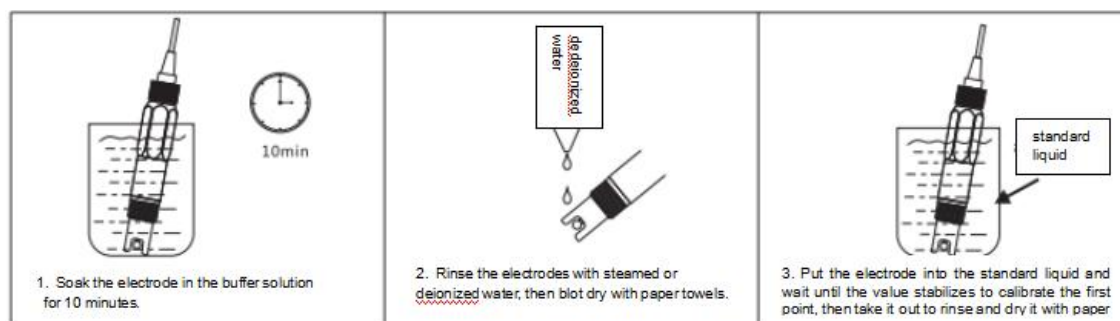 10min
1. Soak the electrode in the buffer solution
for 10 minutes.
dedeionized
water
2. Rinse the electrodes with steamed or
deionized water, then blot dry with paper towels.
standard
liquid
3. Put the electrode into the standard liquid and
wait until the value stabilizes to calibrate the first
point, then take it out to rinse and dry it with paper